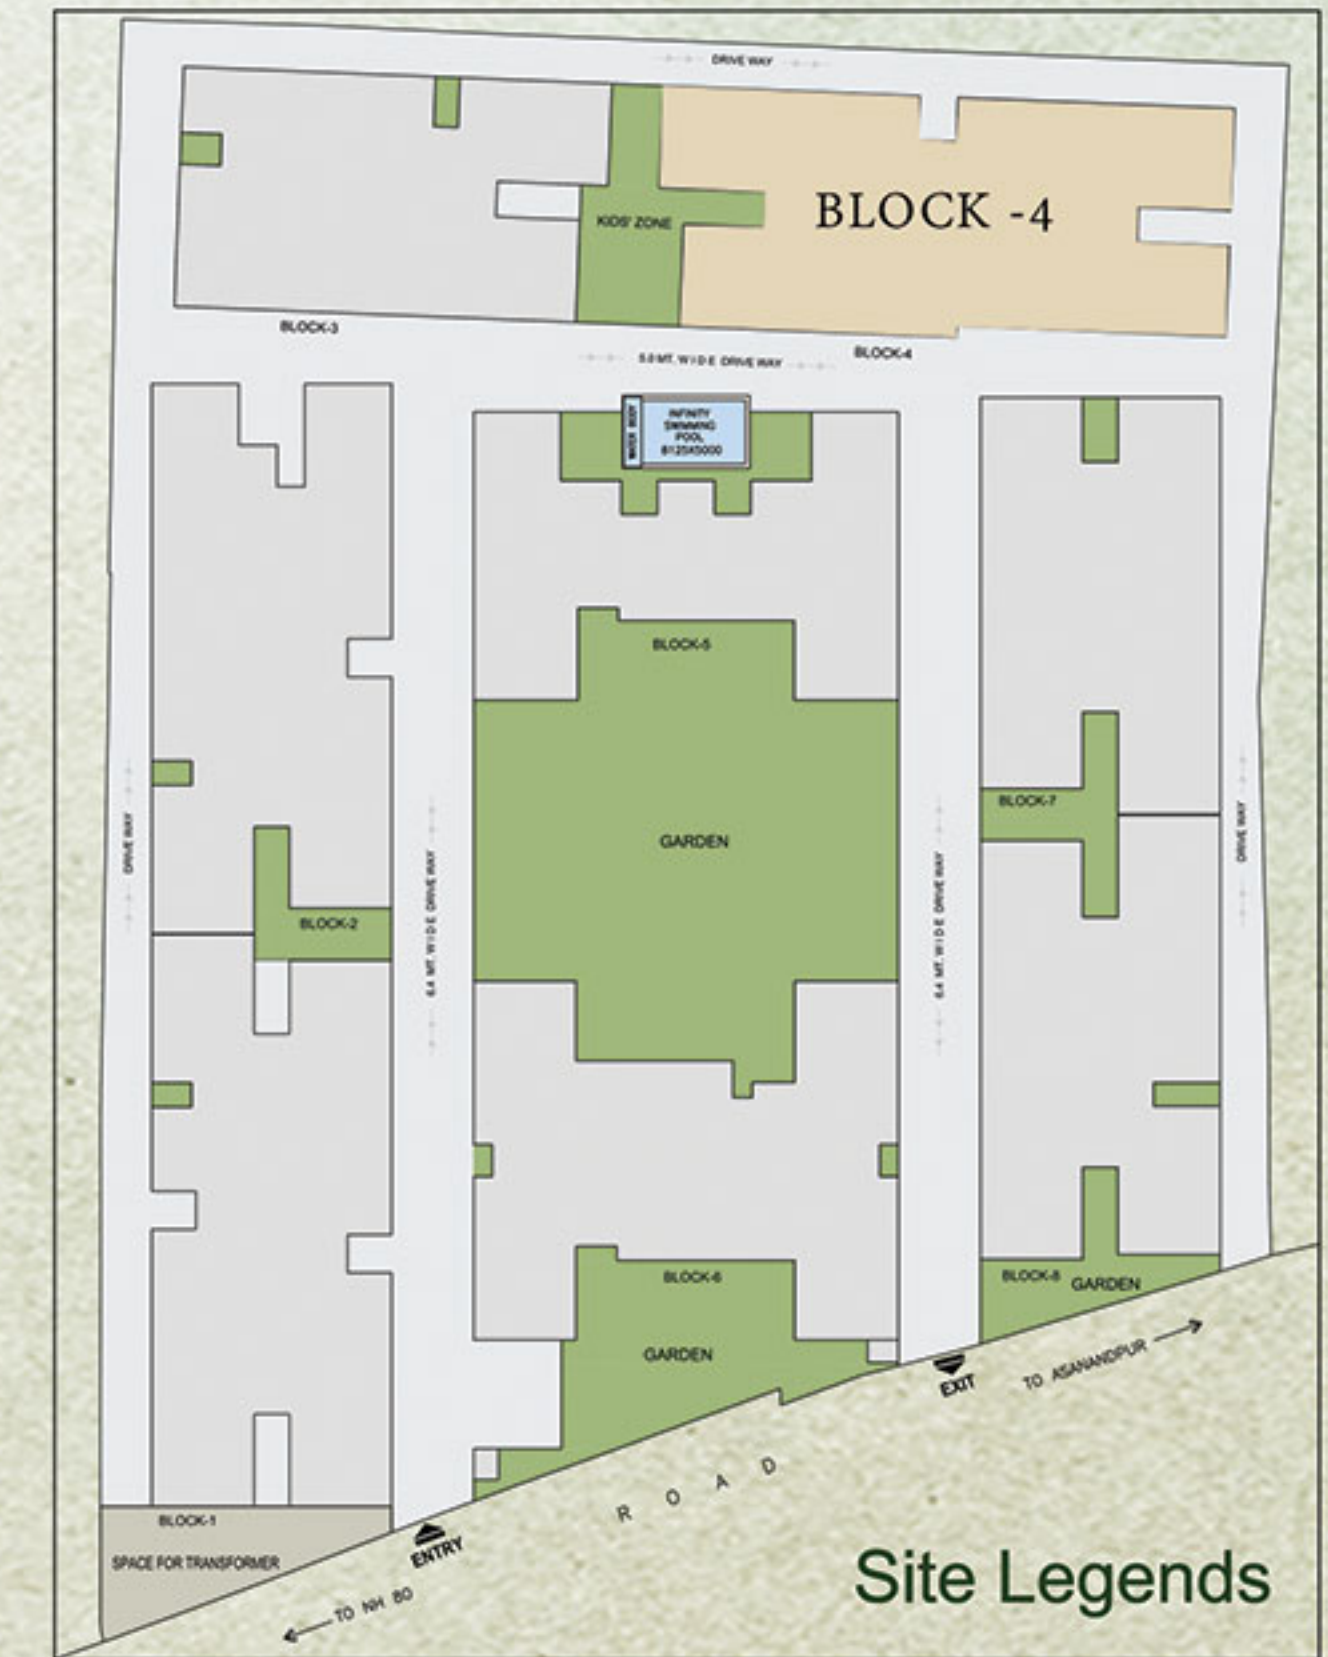 DRIVE WAY
BLOCK -4
KIDS' ZONE
BLOCK-3
5.0 MT. WIDE DRIVE WAY
BLOCK-4
WATER BODY
INFINITY
SWIMMING
POOL
8125X5000
BLOCK-5
GARDEN
BLOCK-7
DRIVE WAY
6.4 MT. WIDE DRIVE WAY
6.4 MT. WIDE DRIVE WAY
DRIVE WAY
BLOCK-2
BLOCK-6
GARDEN
BLOCK-8
GARDEN
EXIT
TO ASANANDPUR
ROAD
BLOCK-1
SPACE FOR TRANSFORMER
ENTRY
TO NH 80
Site Legends